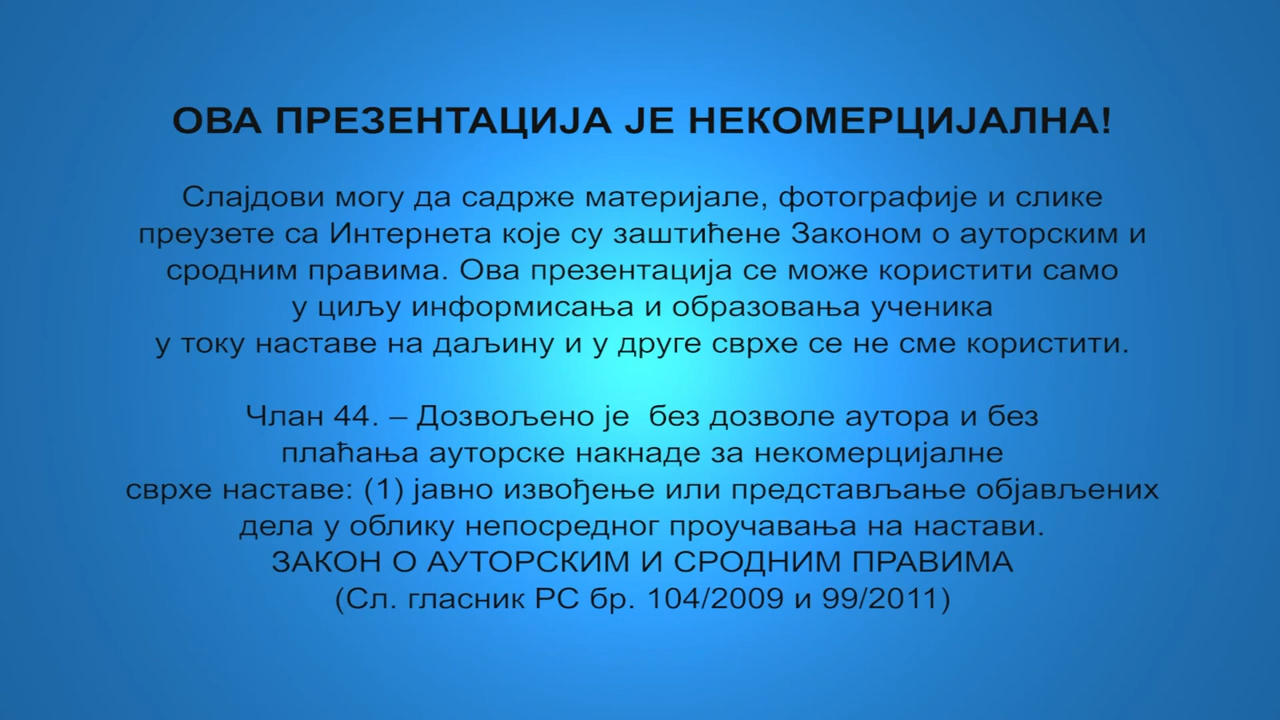 ОВА ПРЕЗЕНТАЦИЈА ЈЕ НЕКОМЕРЦИЈАЛНА!
Слајдови могу да садрже материјале, фотографије и слике
преузете са Интернета које су заштићене Законом о ауторским и
сродним правима. Ова презентација се може користити само
у циљу информисања и образовања ученика
у току наставе на даљину и у друге сврхе се не сме користити.
Члан 44. – Дозвољено је  без дозволе аутора и без
плаћања ауторске накнаде за некомерцијалне
сврхе наставе: (1) јавно извођење или представљање објављених
дела у облику непосредног проучавања на настави.
ЗАКОН О АУТОРСКИМ И СРОДНИМ ПРАВИМА
(Сл. гласник РС бр. 104/2009 и 99/2011)